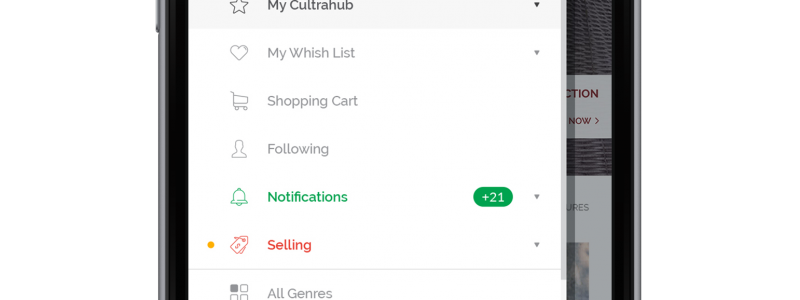 My Cultrahub
My Whish List
CTION
Shopping Cart
NOW
Following
Notifications
+21
URES
Selling
All Genres